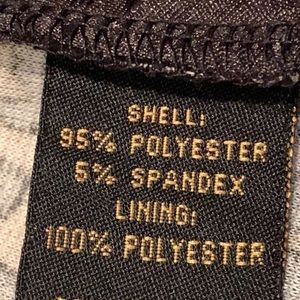 SHELL:
95% POLYESTER
5% SPANDEX
LINING:
100% POLYESTER